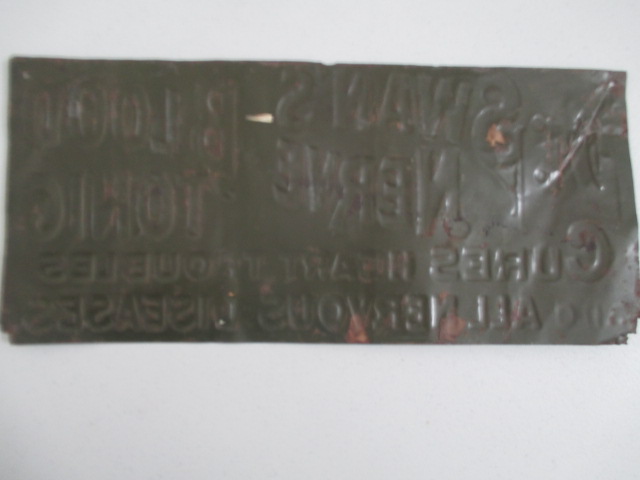 DR. SWAN'S BLOOD
NERVE TONIC
CURES HEART TROUBLES
ALL NERVOUS DISEASES